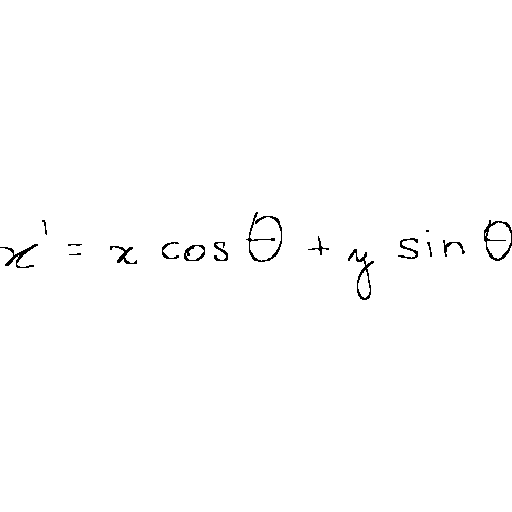 x' = x cos θ + y sin θ